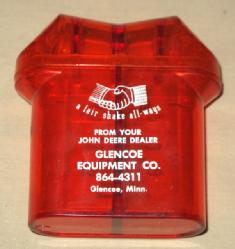 a fair shake all-ways
FROM YOUR
JOHN DEERE DEALER
GLENCOE
EQUIPMENT CO.
864-4311
Glencoe, Minn.